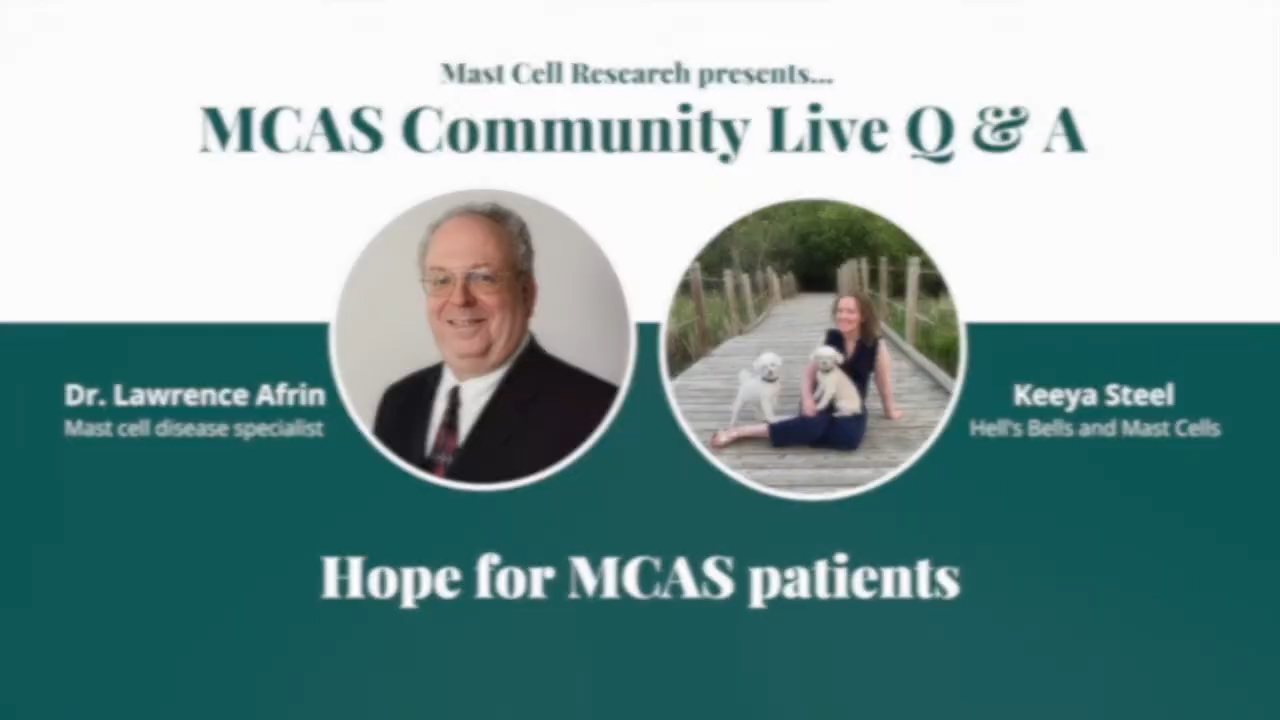 Mast Cell Research presents...
MCAS Community Live Q & A
Dr. Lawrence Afrin
Mast cell disease specialist
Keeya Steel
Hell's Bells and Mast Cells
Hope for MCAS patients